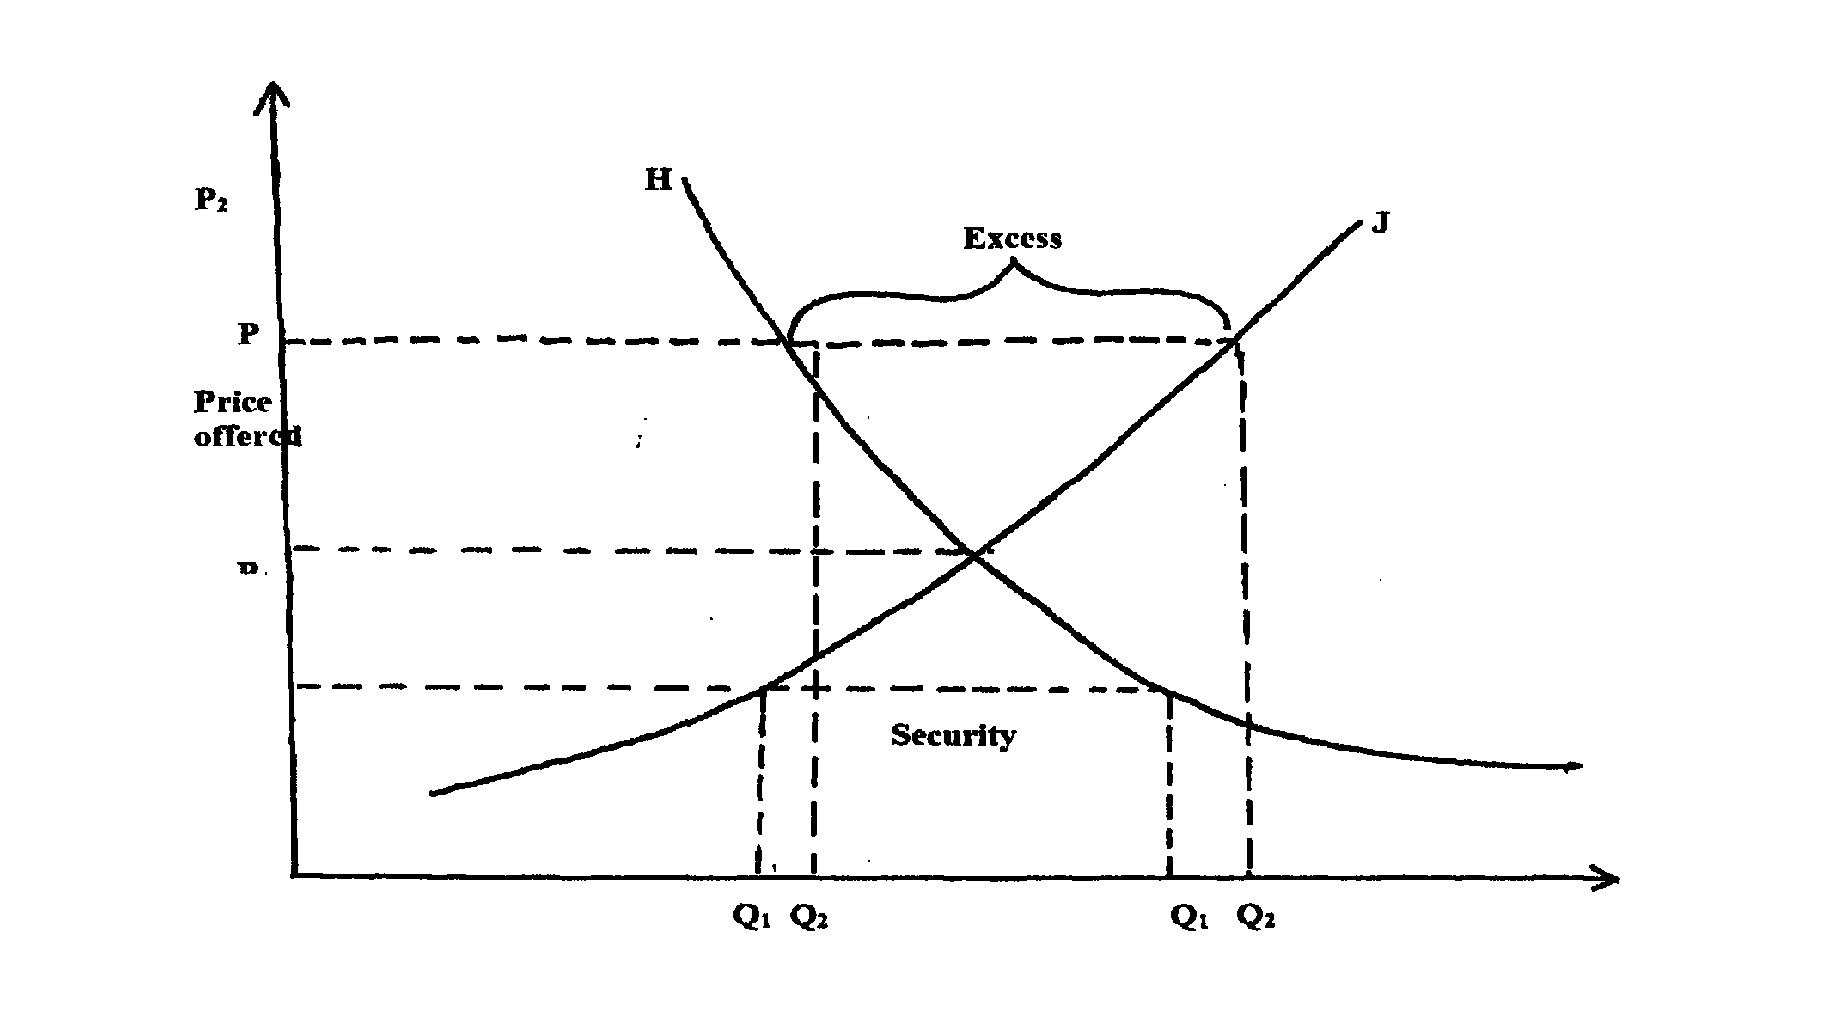 H
P₂
J
Excess
P
Price
offered
Security
Q₁ Q₂ Q₁ Q₂